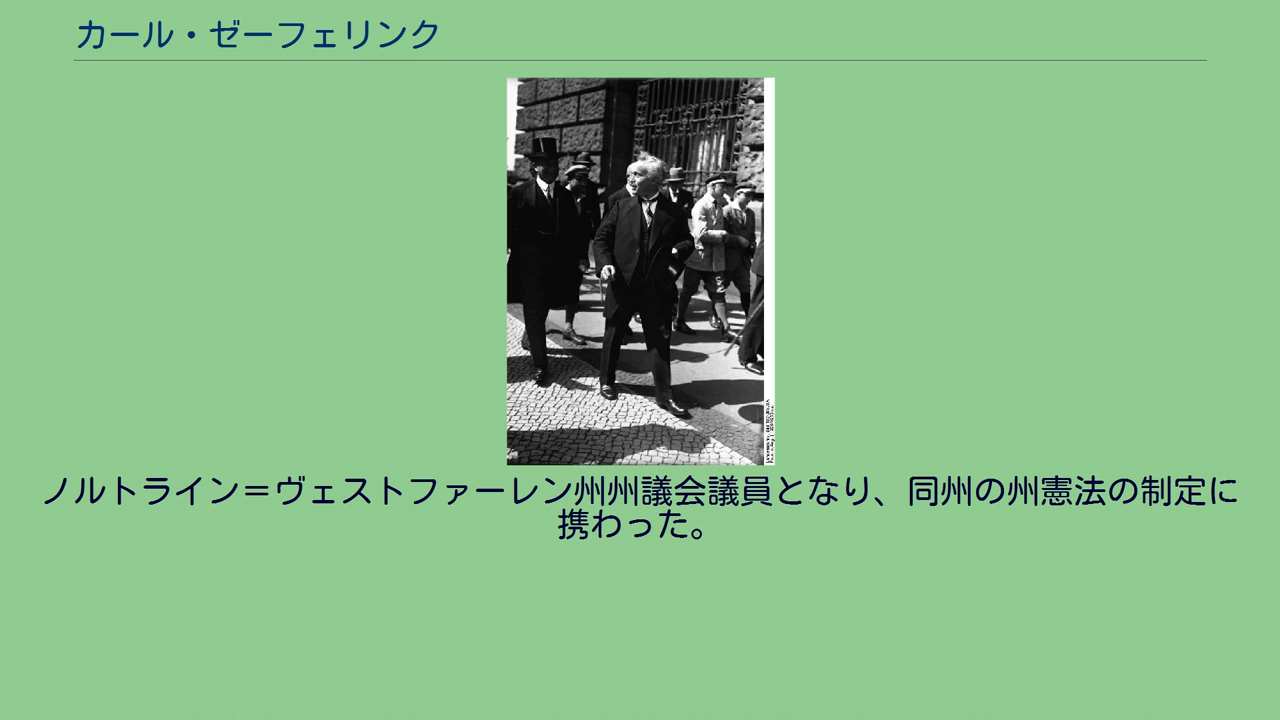 カール・ゼーフェリンク
ノルトライン＝ヴェストファーレン州州議会議員となり、同州の州憲法の制定に
携わった。